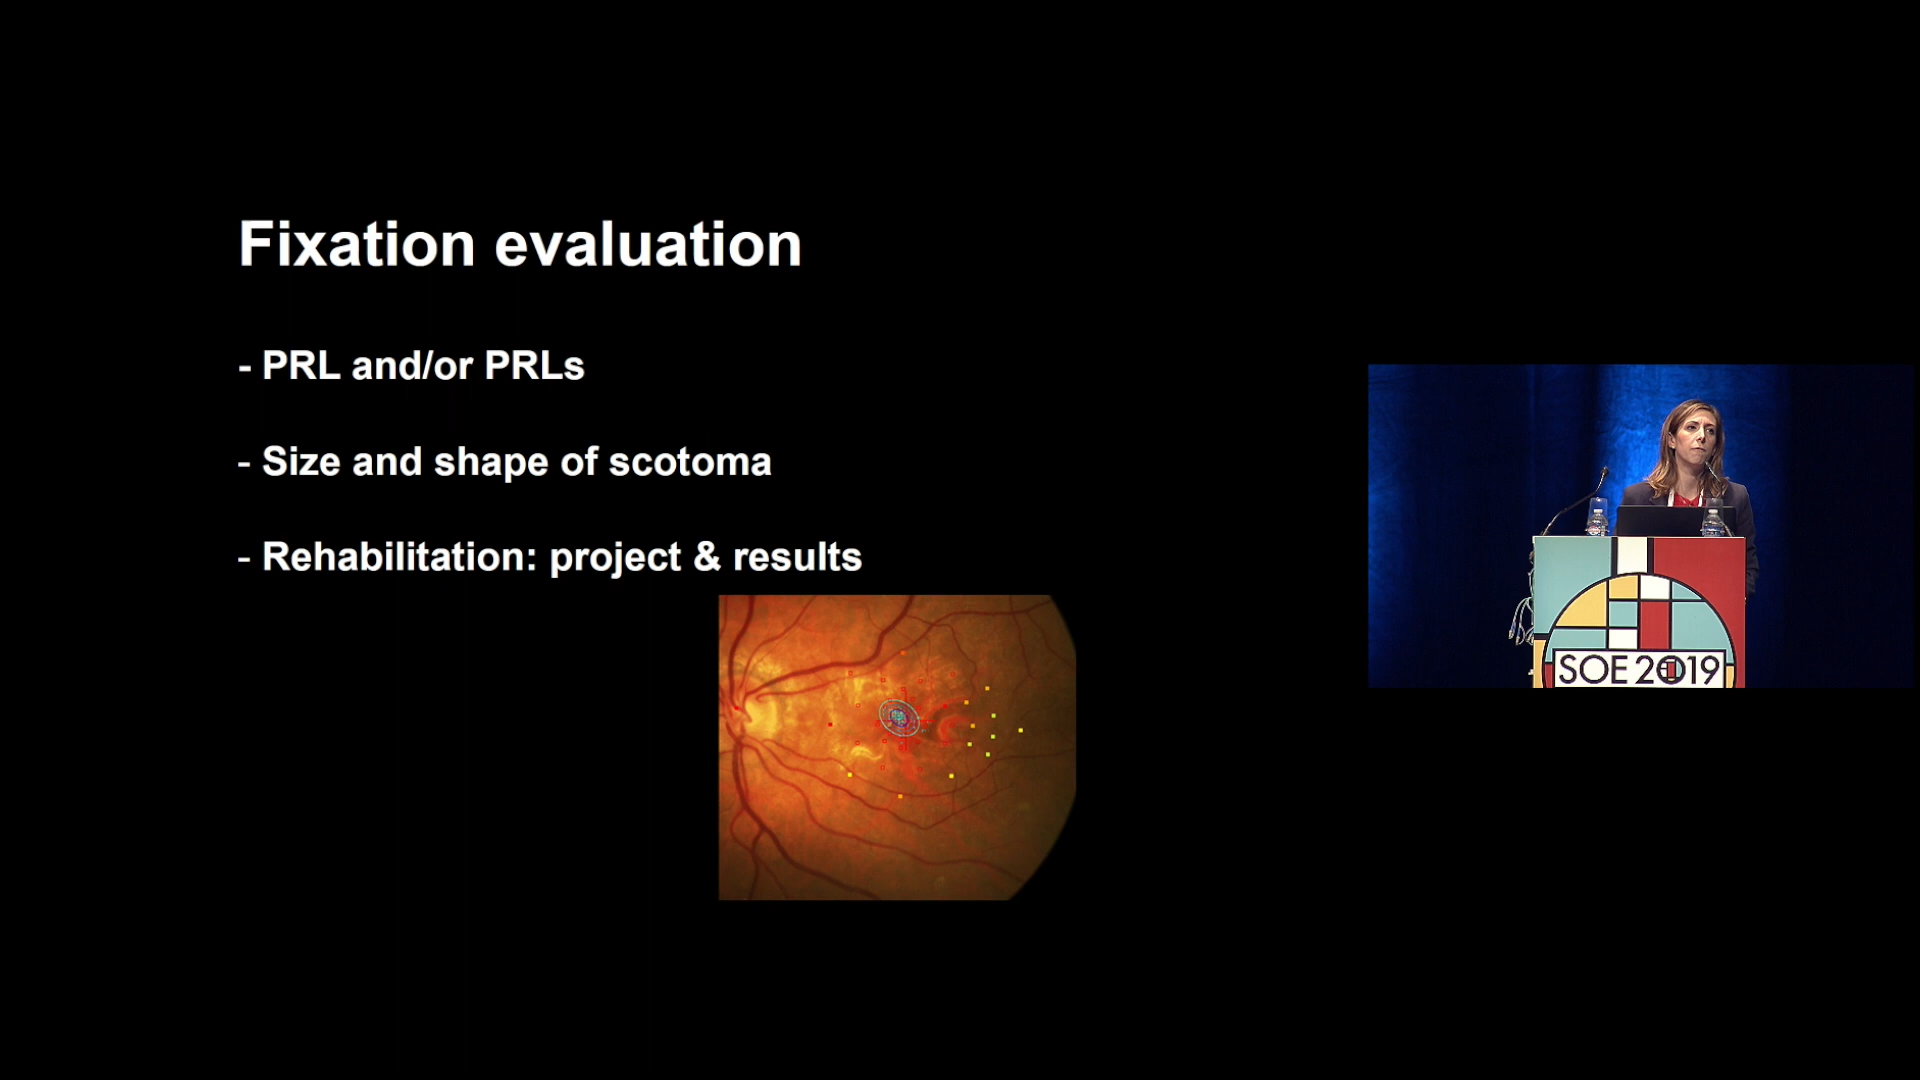 Fixation evaluation
- PRL and/or PRLs
- Size and shape of scotoma
- Rehabilitation: project & results
SOE 2019